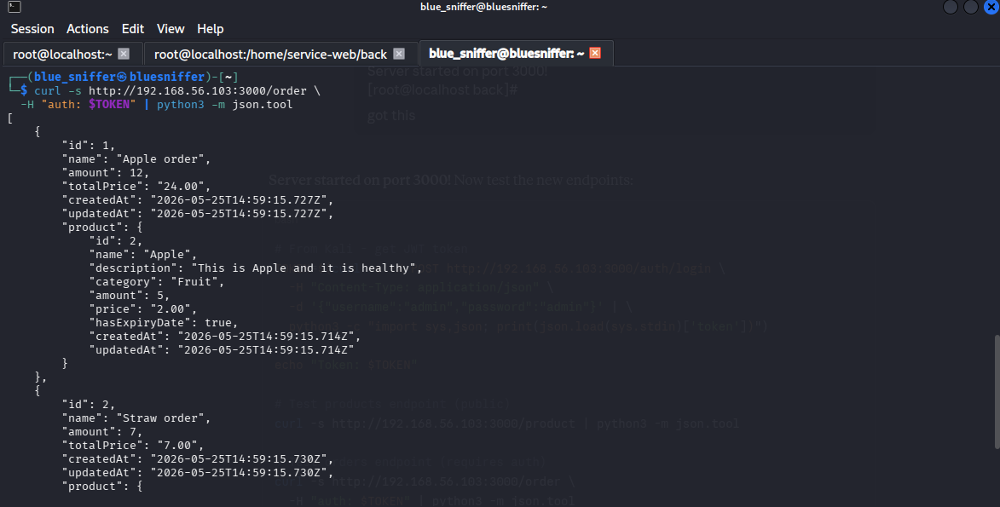 blue_sniffer@bluesniffer: ~
Session Actions Edit View Help
root@localhost:~ root@localhost:/home/service-web/back blue_sniffer@bluesniffer: ~
Server started on port 3000!
┌──(blue_sniffer㉿bluesniffer)-[~]
└─$ curl -s http://192.168.56.103:3000/order \
[root@localhost back]#
-H "auth: $TOKEN" | python3 -m json.tool
got this
[
{
"id": 1,
"name": "Apple order",
"amount": 12,
"totalPrice": "24.00",
Server started on port 3000! Now test the new endpoints:
"createdAt": "2026-05-25T14:59:15.727Z",
"updatedAt": "2026-05-25T14:59:15.727Z",
"product": {
"id": 2,
# From Kali - get JWT token
"name": "Apple",
"description": "This is Apple and it is healthy",
http://192.168.56.103:3000/auth/login \
"category": "Fruit",
-H "Content-Type: application/json" \
"amount": 5,
"price": "2.00",
-d '{"username":"admin","password":"admin"}' | \
"hasExpiryDate": true,
python3 -c "import sys,json; print(json.load(sys.stdin)['token'])")
"createdAt": "2026-05-25T14:59:15.714Z",
"updatedAt": "2026-05-25T14:59:15.714Z"
}
echo "Token: $TOKEN"
},
{
"id": 2,
# Test products endpoint (public)
"name": "Straw order",
curl -s http://192.168.56.103:3000/product | python3 -m json.tool
"amount": 7,
"totalPrice": "7.00",
"createdAt": "2026-05-25T14:59:15.730Z",
orders endpoint (requires auth)
"updatedAt": "2026-05-25T14:59:15.730Z",
curl -s http://192.168.56.103:3000/order \
"product": {
-H "auth: $TOKEN" | python3 -m json.tool